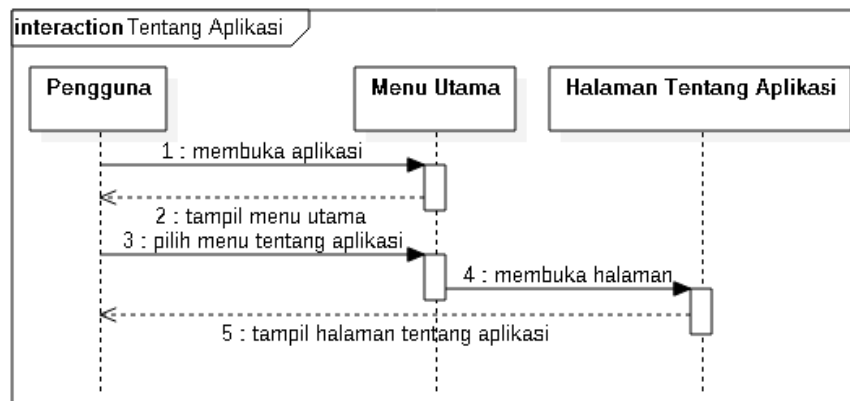 interaction Tentang Aplikasi
Pengguna
Menu Utama
Halaman Tentang Aplikasi
1 : membuka aplikasi
2 : tampil menu utama
3 : pilih menu tentang aplikasi
4 : membuka halaman
5 : tampil halaman tentang aplikasi